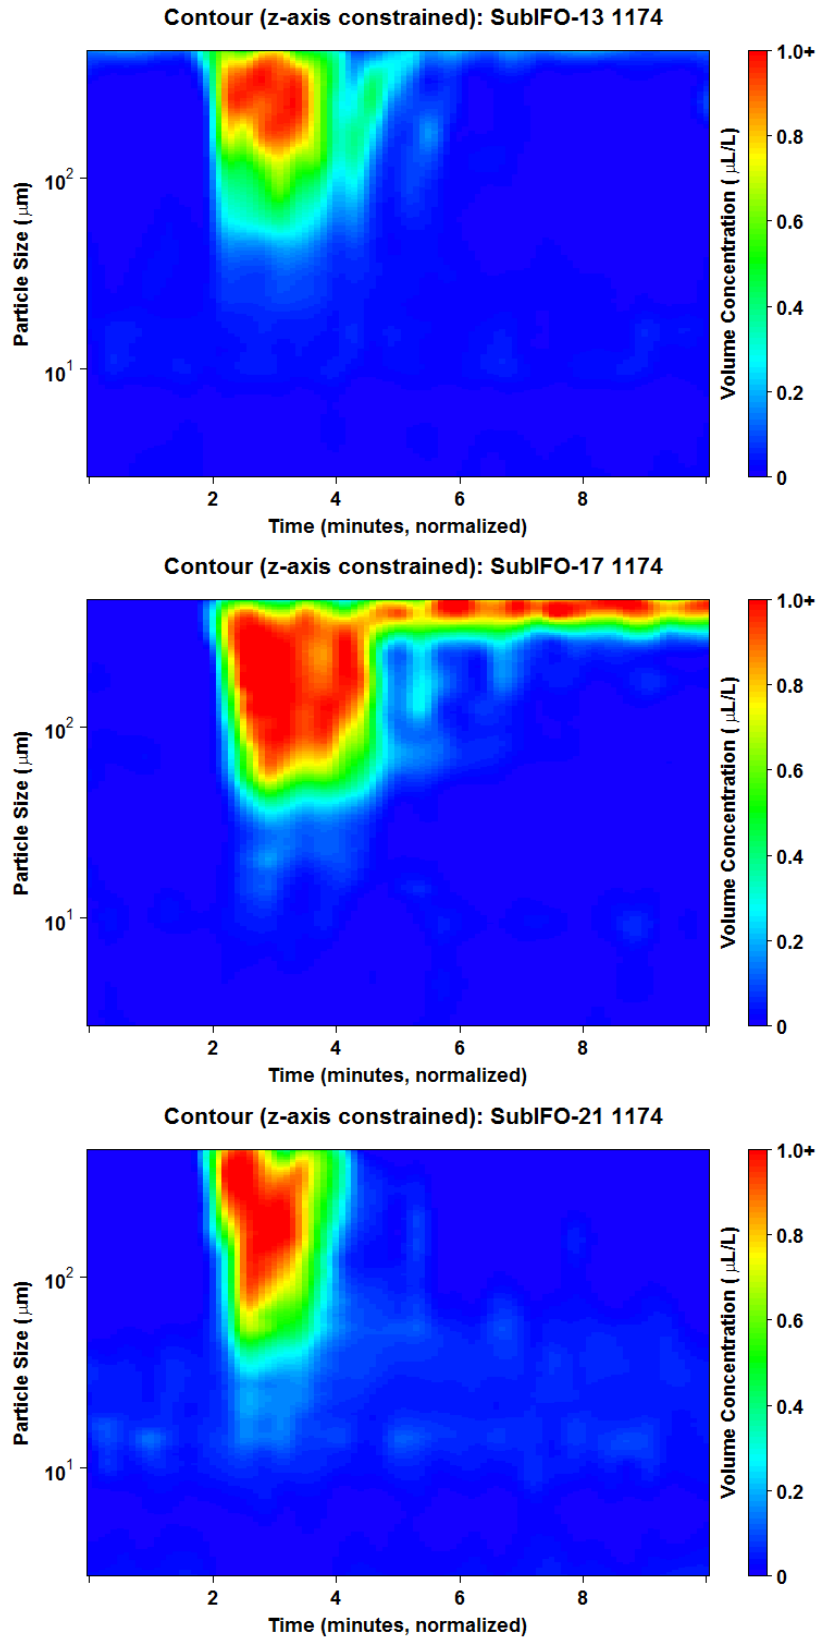 Contour (z-axis constrained): SubIFO-13 1174
Particle Size (μm)
10²
10¹
2 4 6 8
Time (minutes, normalized)
1.0+
0.8
0.6
0.4
0.2
0
Volume Concentration ( μL/L)
Contour (z-axis constrained): SubIFO-17 1174
Particle Size (μm)
10²
10¹
2 4 6 8
Time (minutes, normalized)
1.0+
0.8
0.6
0.4
0.2
0
Volume Concentration ( μL/L)
Contour (z-axis constrained): SubIFO-21 1174
Particle Size (μm)
10²
10¹
2 4 6 8
Time (minutes, normalized)
1.0+
0.8
0.6
0.4
0.2
0
Volume Concentration ( μL/L)